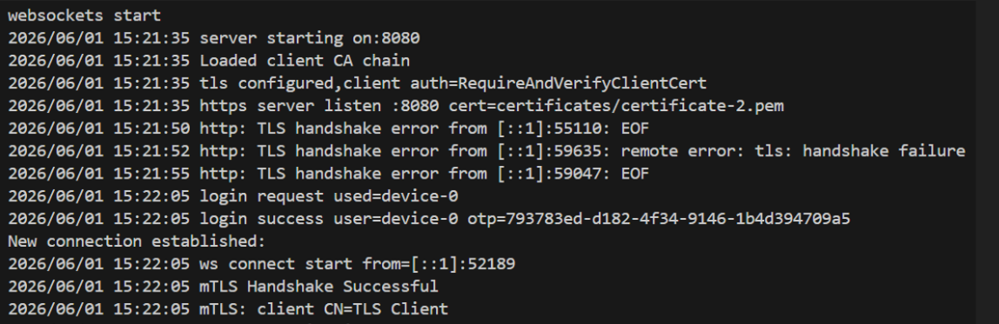 websockets start
2026/06/01 15:21:35 server starting on:8080
2026/06/01 15:21:35 Loaded client CA chain
2026/06/01 15:21:35 tls configured,client auth=RequireAndVerifyClientCert
2026/06/01 15:21:35 https server listen :8080 cert=certificates/certificate-2.pem
2026/06/01 15:21:50 http: TLS handshake error from [::1]:55110: EOF
2026/06/01 15:21:52 http: TLS handshake error from [::1]:59635: remote error: tls: handshake failure
2026/06/01 15:21:55 http: TLS handshake error from [::1]:59047: EOF
2026/06/01 15:22:05 login request used=device-0
2026/06/01 15:22:05 login success user=device-0 otp=793783ed-d182-4f34-9146-1b4d394709a5
New connection established:
2026/06/01 15:22:05 ws connect start from=[::1]:52189
2026/06/01 15:22:05 mTLS Handshake Successful
2026/06/01 15:22:05 mTLS: client CN=TLS Client